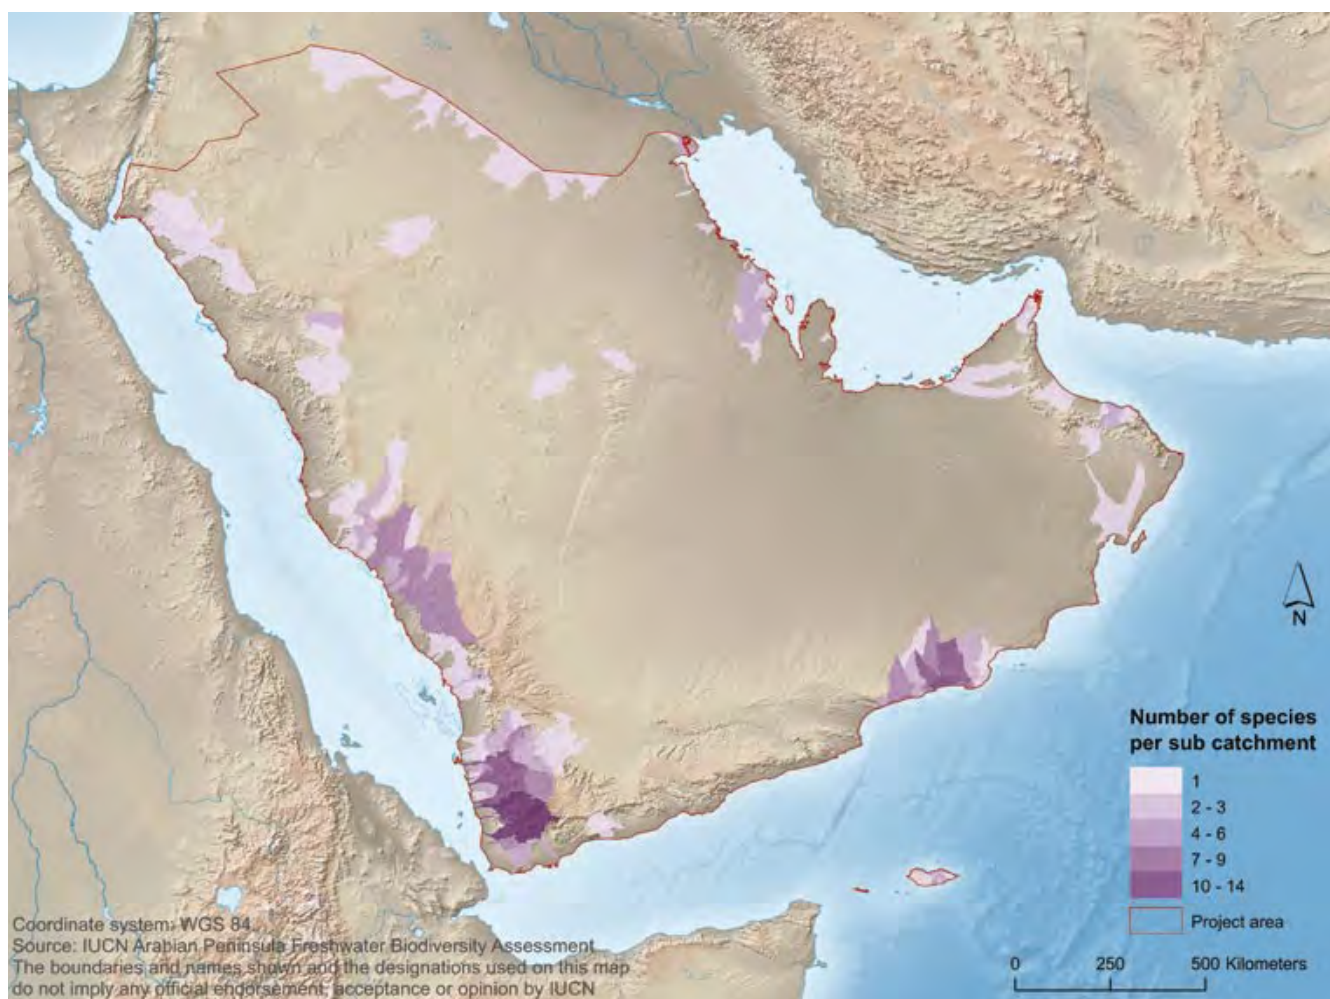 N
Number of species
per sub catchment
1
2 - 3
4 - 6
7 - 9
10 - 14
Project area
Coordinate system: WGS 84
Source: IUCN Arabian Peninsula Freshwater Biodiversity Assessment
The boundaries and names shown and the designations used on this map
do not imply any official endorsement, acceptance or opinion by IUCN
0 250 500 Kilometers